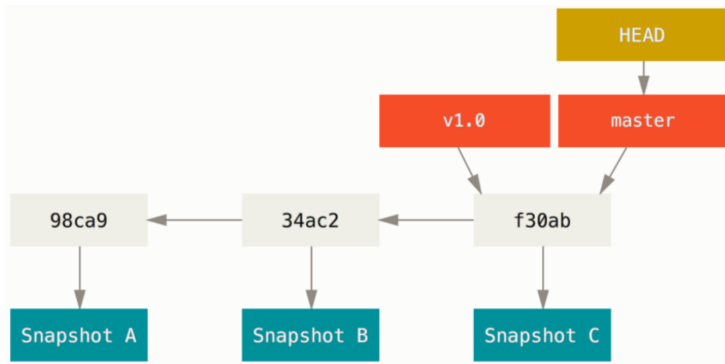 HEAD
v1.0
master
98ca9
34ac2
f30ab
Snapshot A
Snapshot B
Snapshot C